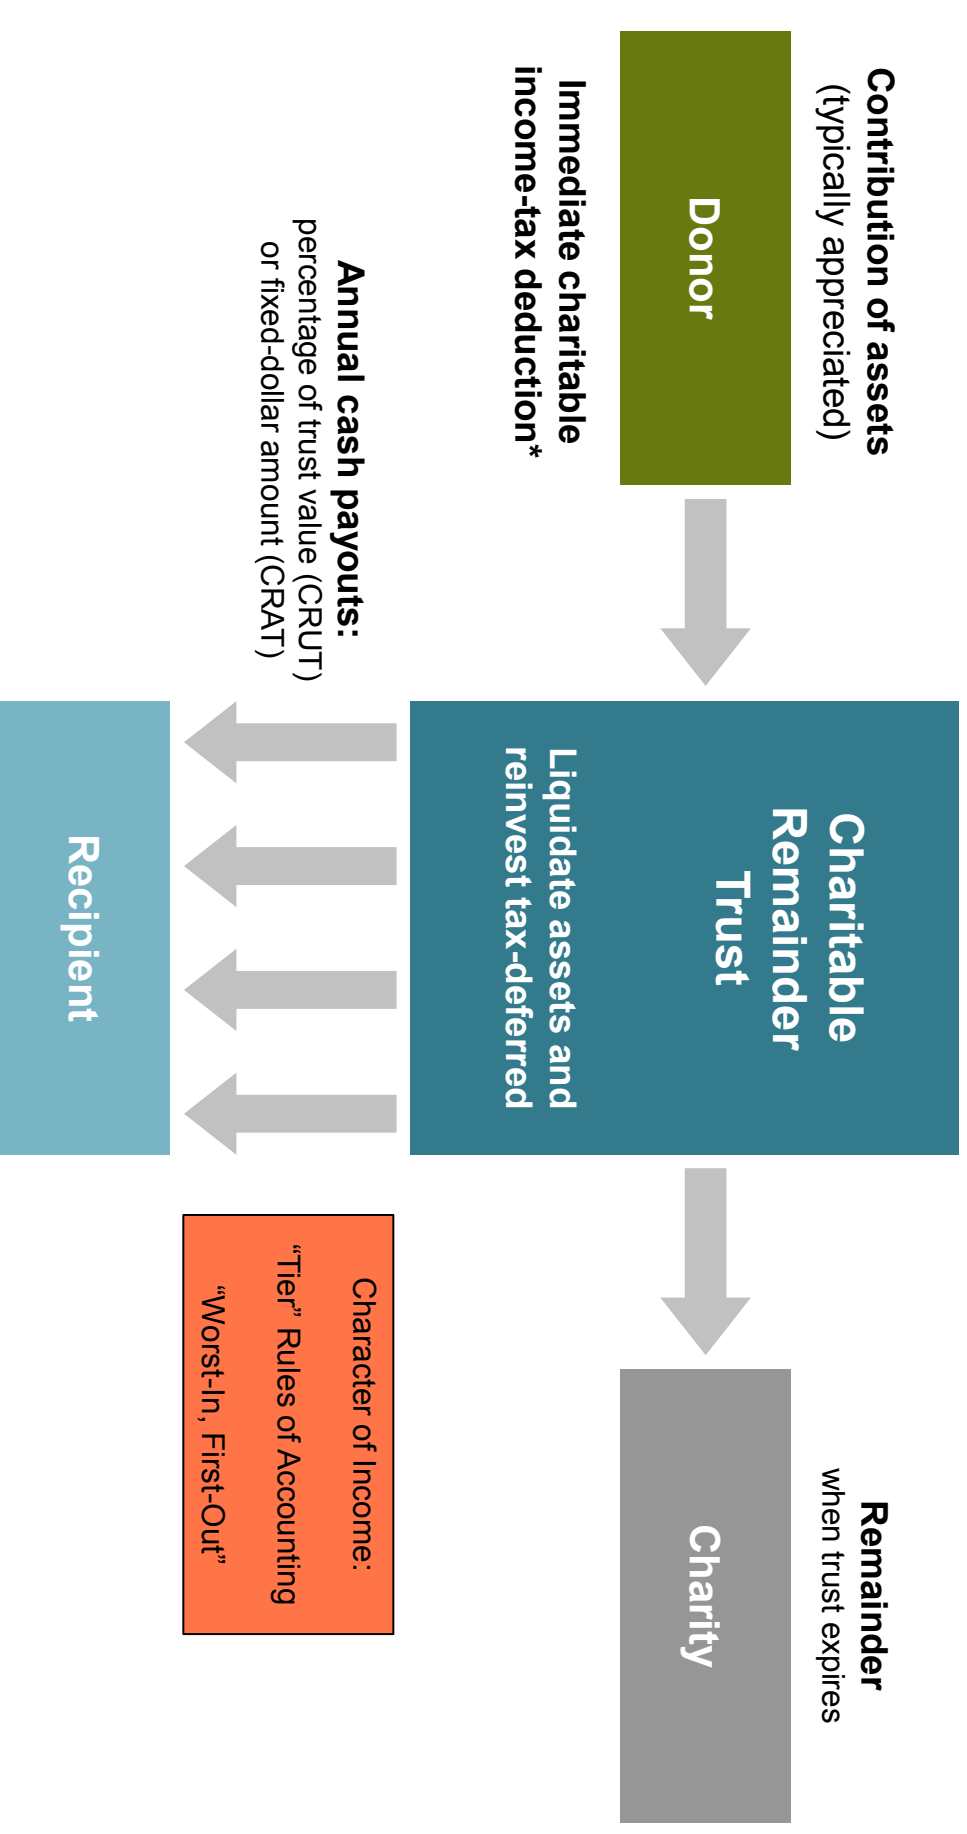 Contribution of assets
(typically appreciated)
Donor
Immediate charitable
income-tax deduction*
Charitable
Remainder
Trust
Liquidate assets and
reinvest tax-deferred
Remainder
when trust expires
Charity
Annual cash payouts:
percentage of trust value (CRUT)
or fixed-dollar amount (CRAT)
Recipient
Character of Income:
“Tier” Rules of Accounting
“Worst-In, First-Out”